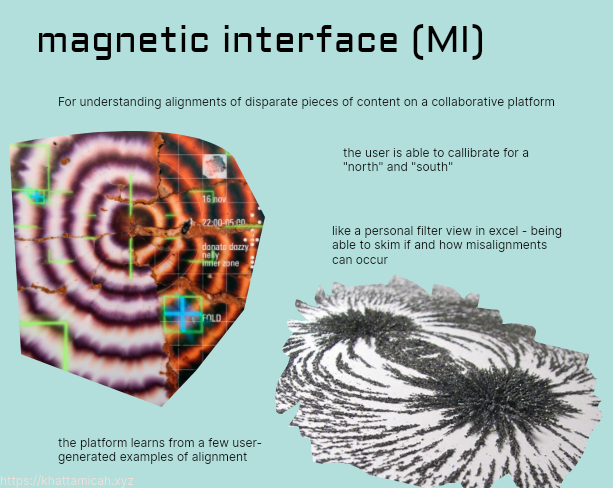 magnetic interface (MI)
For understanding alignments of disparate pieces of content on a collaborative platform
the user is able to callibrate for a
"north" and "south"
16 nov
22:00-05:00
donato dozzy
nelly
inner zone
FOLD
like a personal filter view in excel - being
able to skim if and how misalignments
can occur
the platform learns from a few user-
generated examples of alignment
https://khattamicah.xyz